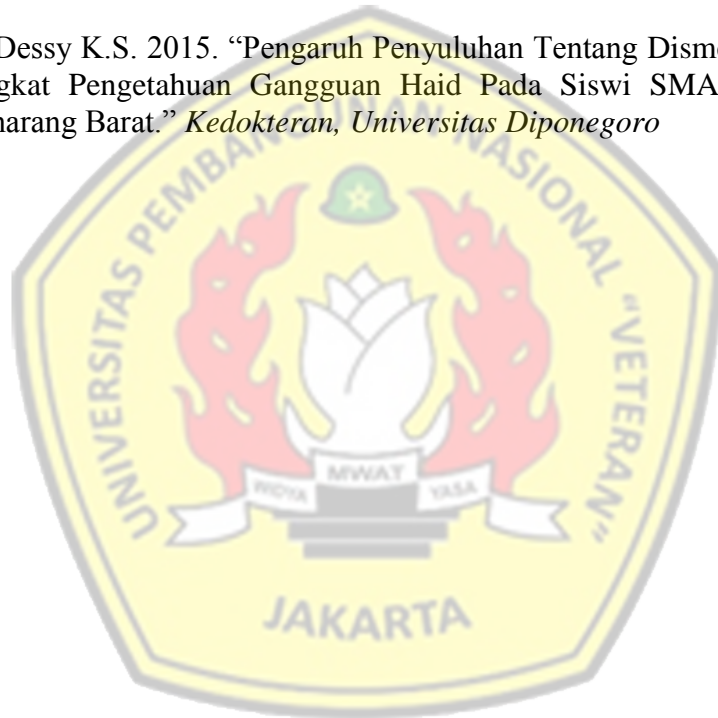 Dessy K.S. 2015. “Pengaruh Penyuluhan Tentang Disme
gkat Pengetahuan Gangguan Haid Pada Siswi SMA
narang Barat.” Kedokteran, Universitas Diponegoro
UNIVERSITAS PEMBANGUNAN NASIONAL “VETERAN”
WIDYA MWAT YASA
JAKARTA